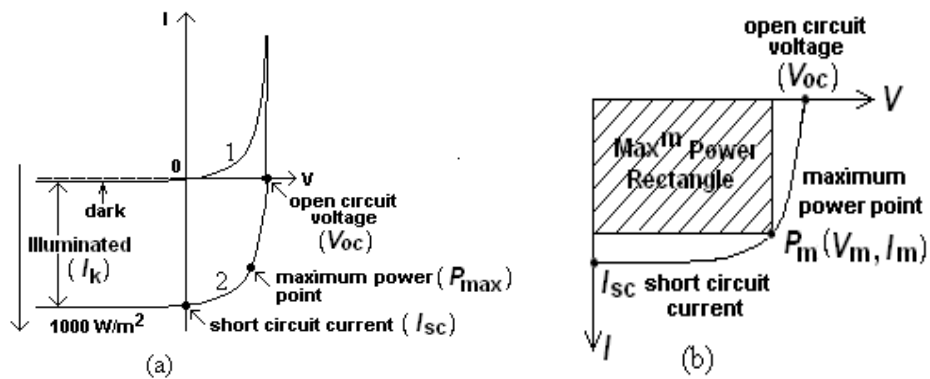 I
1
0
V
dark
open circuit
voltage
(Voc)
Illuminated
(Ik)
2
maximum power (Pmax)
point
1000 W/m2
short circuit current (Isc)
(a)
open circuit
voltage
(Voc)
V
Maxm Power
Rectangle
maximum
power point
Pm(Vm, Im)
Isc short circuit
current
I
(b)